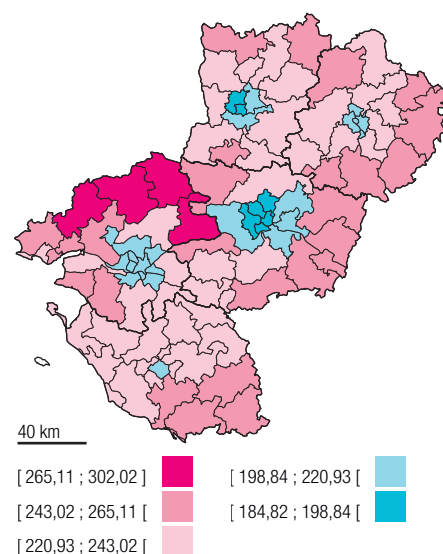 40 km
[ 265,11 ; 302,02 ]
[ 243,02 ; 265,11 [
[ 220,93 ; 243,02 [
[ 198,84 ; 220,93 [
[ 184,82 ; 198,84 [